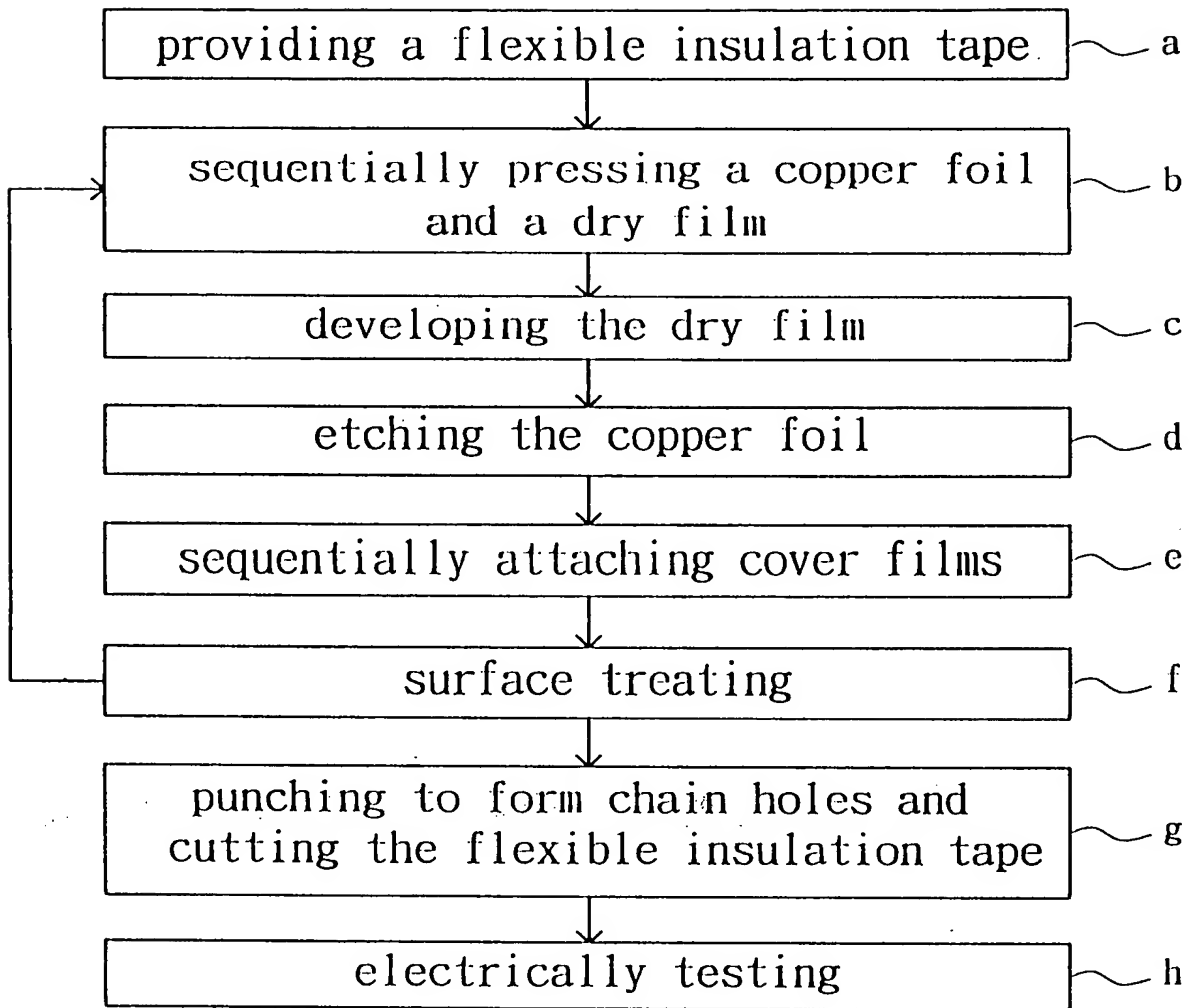 providing a flexible insulation tape a
sequentially pressing a copper foil
and a dry film b
developing the dry film c
etching the copper foil d
sequentially attaching cover films e
surface treating f
punching to form chain holes and
cutting the flexible insulation tape g
electrically testing h